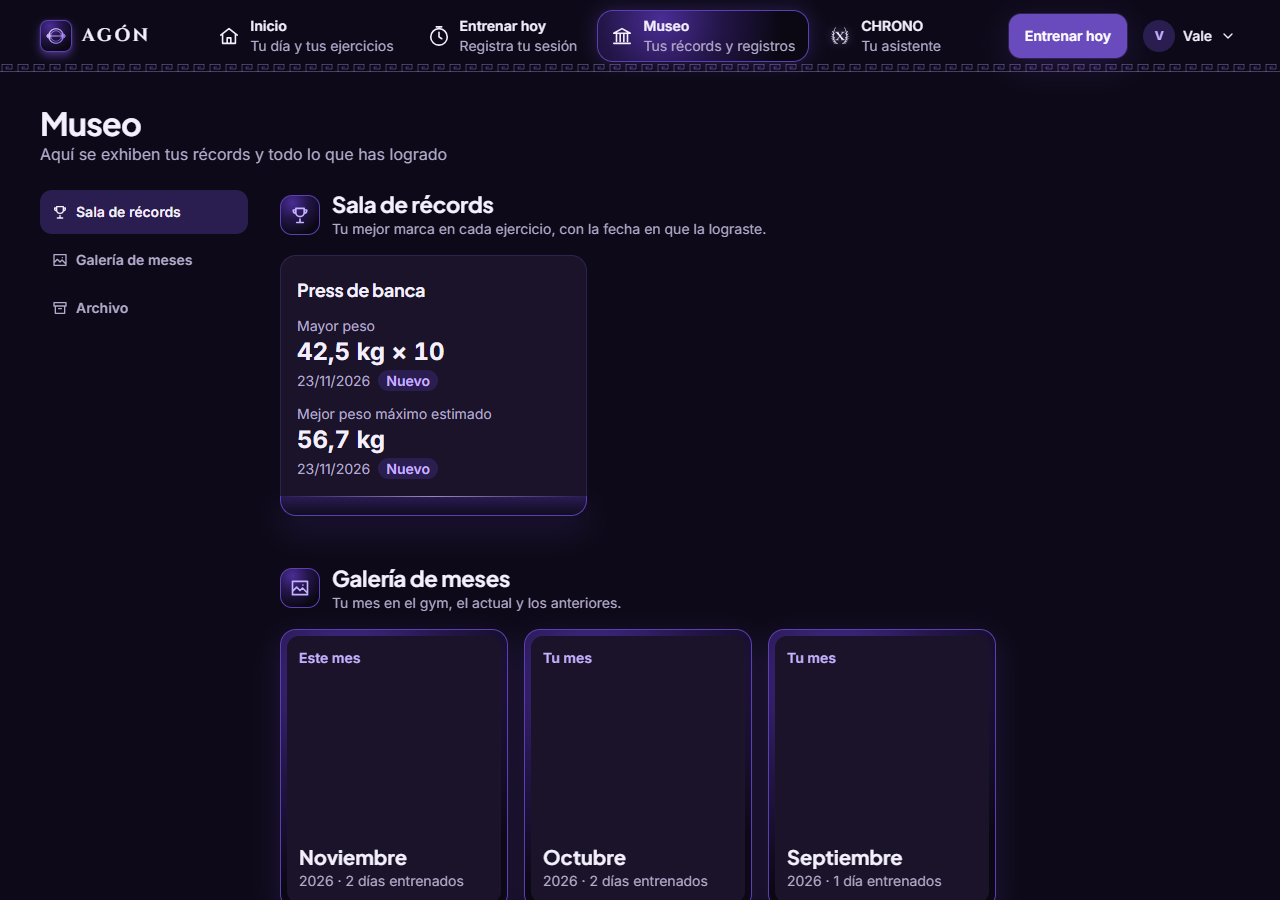 AGÓN
Inicio
Tu día y tus ejercicios
Entrenar hoy
Registra tu sesión
Museo
Tus récords y registros
CHRONO
Tu asistente
Entrenar hoy
V
Vale
Museo
Aquí se exhiben tus récords y todo lo que has logrado
Sala de récords
Galería de meses
Archivo
Sala de récords
Tu mejor marca en cada ejercicio, con la fecha en que la lograste.
Press de banca
Mayor peso
42,5 kg × 10
23/11/2026 Nuevo
Mejor peso máximo estimado
56,7 kg
23/11/2026 Nuevo
Galería de meses
Tu mes en el gym, el actual y los anteriores.
Este mes
Noviembre
2026 · 2 días entrenados
Tu mes
Octubre
2026 · 2 días entrenados
Tu mes
Septiembre
2026 · 1 día entrenados